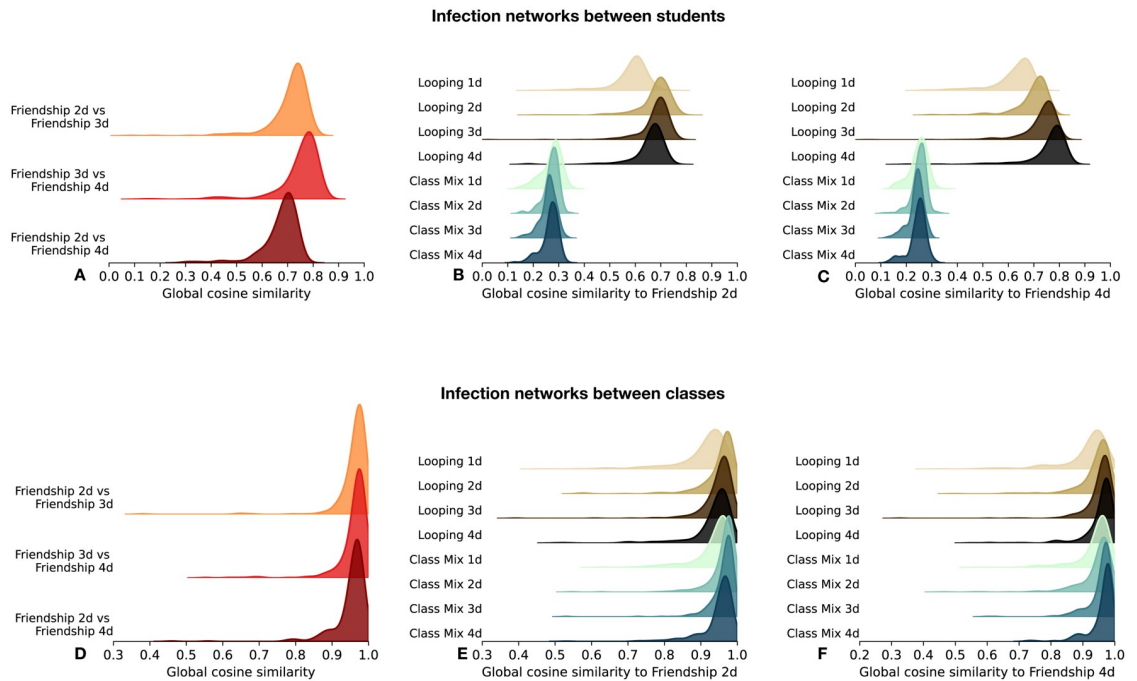 Infection networks between students
Friendship 2d vs
Friendship 3d
Friendship 3d vs
Friendship 4d
Friendship 2d vs
Friendship 4d
A
0.0 0.1 0.2 0.3 0.4 0.5 0.6 0.7 0.8 0.9 1.0
Global cosine similarity
Looping 1d
Looping 2d
Looping 3d
Looping 4d
Class Mix 1d
Class Mix 2d
Class Mix 3d
Class Mix 4d
B
0.0 0.1 0.2 0.3 0.4 0.5 0.6 0.7 0.8 0.9 1.0
Global cosine similarity to Friendship 2d
Looping 1d
Looping 2d
Looping 3d
Looping 4d
Class Mix 1d
Class Mix 2d
Class Mix 3d
Class Mix 4d
C
0.0 0.1 0.2 0.3 0.4 0.5 0.6 0.7 0.8 0.9 1.0
Global cosine similarity to Friendship 4d
Infection networks between classes
Friendship 2d vs
Friendship 3d
Friendship 3d vs
Friendship 4d
Friendship 2d vs
Friendship 4d
D
0.3 0.4 0.5 0.6 0.7 0.8 0.9 1.0
Global cosine similarity
Looping 1d
Looping 2d
Looping 3d
Looping 4d
Class Mix 1d
Class Mix 2d
Class Mix 3d
Class Mix 4d
E
0.3 0.4 0.5 0.6 0.7 0.8 0.9 1.0
Global cosine similarity to Friendship 2d
Looping 1d
Looping 2d
Looping 3d
Looping 4d
Class Mix 1d
Class Mix 2d
Class Mix 3d
Class Mix 4d
F
0.2 0.3 0.4 0.5 0.6 0.7 0.8 0.9 1.0
Global cosine similarity to Friendship 4d